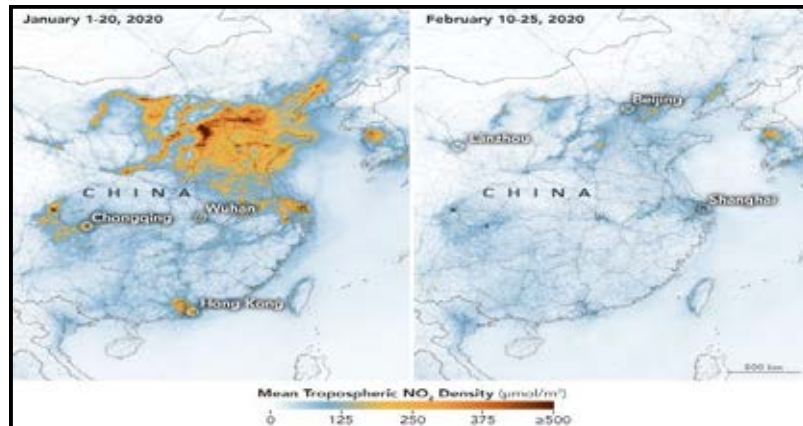 January 1-20, 2020
February 10-25, 2020
Beijing
Lanzhou
CHINA
CHINA
Chongqing
Wuhan
Shanghai
Hong Kong
800 km
Mean Tropospheric NO₂ Density (µmol/m²)
0 125 250 375 ≥500